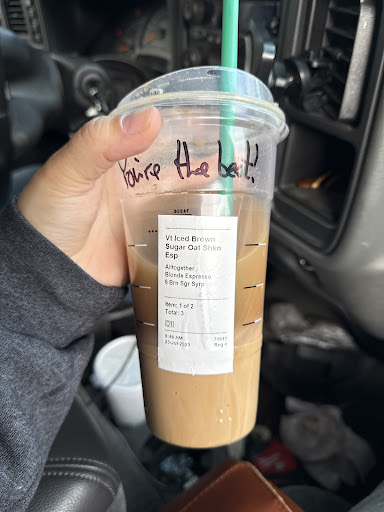 You're the best!
DECAF
Vt Iced Brown
Sugar Oat Shkn
Esp
Altogether
Blonde Espresso
6 Brn Sgr Syrp
Item: 1 of 2
Total: 3